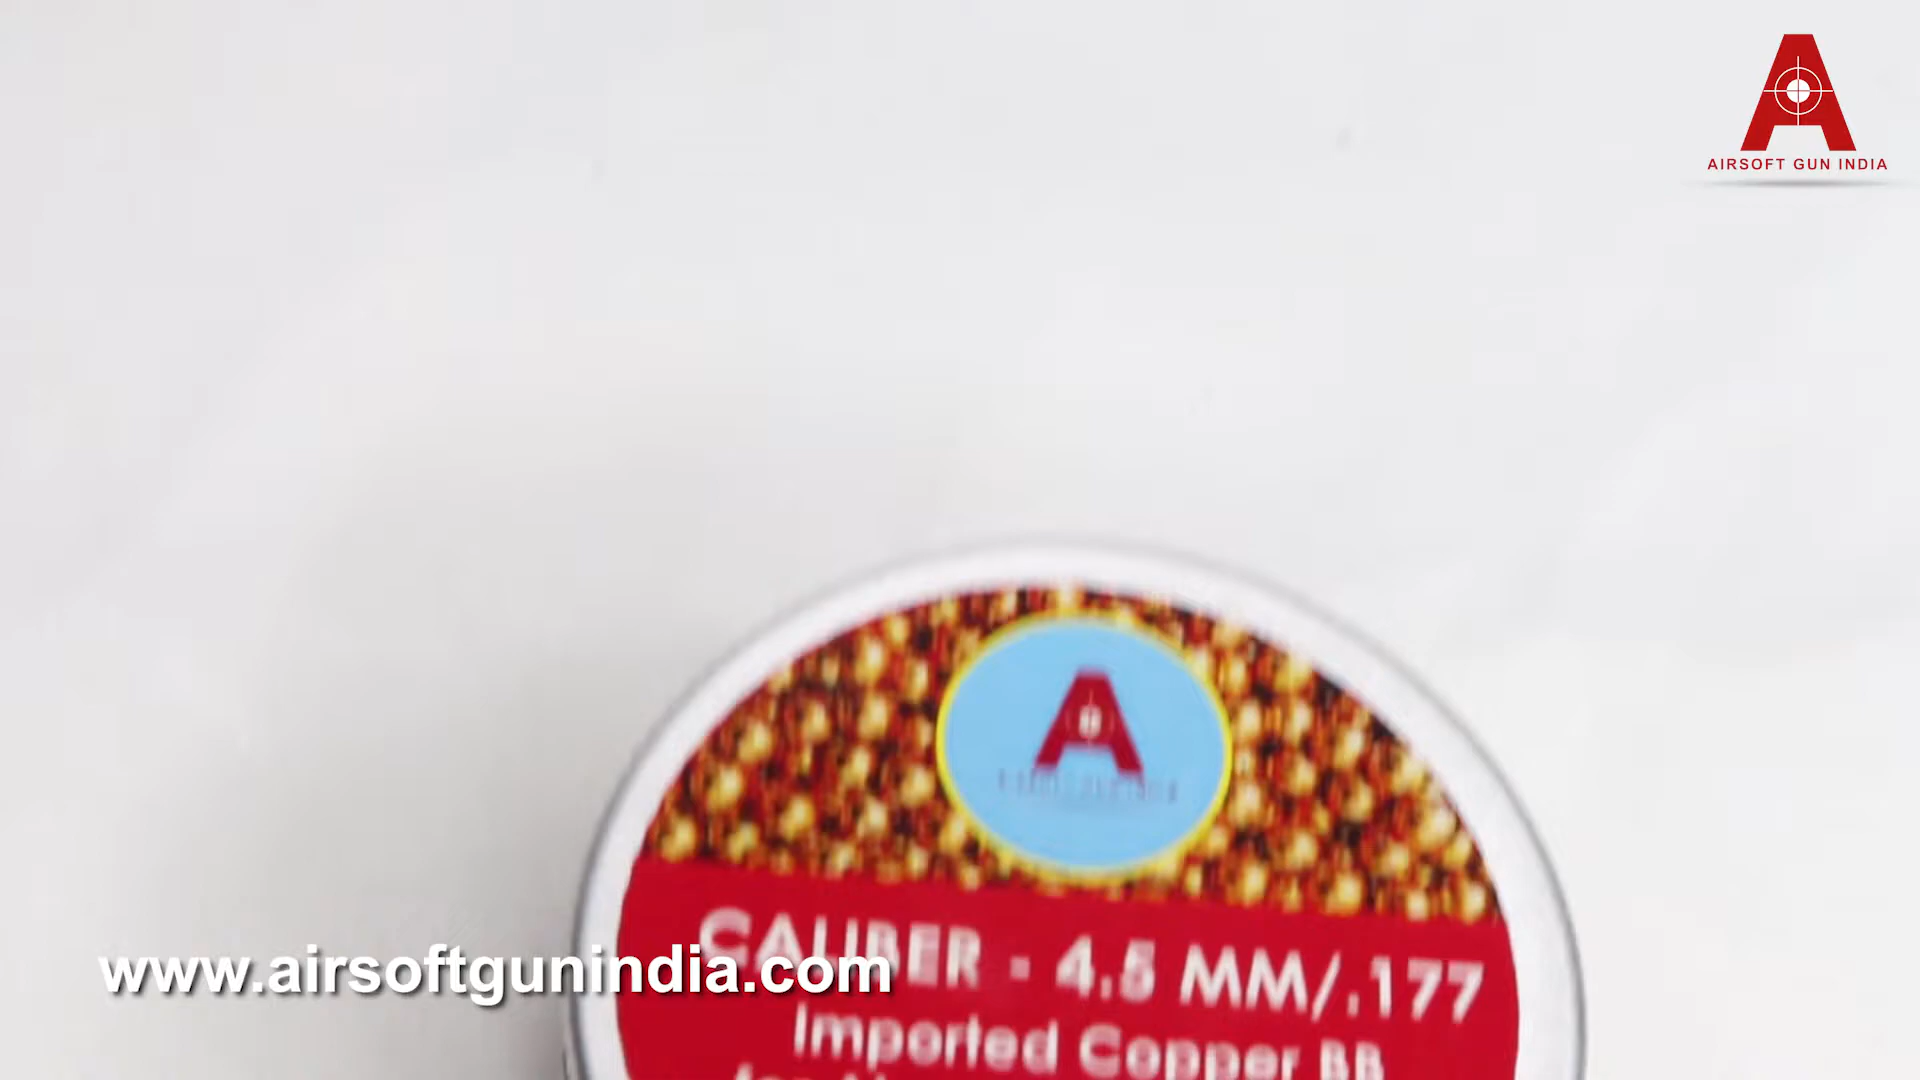 A
AIRSOFT GUN INDIA
A
CALIBER - 4.5 MM/.177
www.airsoftgunindia.com
Imported Copper BB